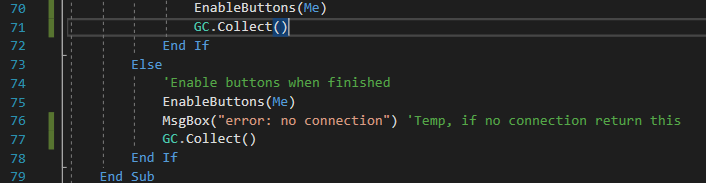 70 EnableButtons(Me)
71 GC.Collect()
72 End If
73 Else
74 'Enable buttons when finished
75 EnableButtons(Me)
76 MsgBox("error: no connection") 'Temp, if no connection return this
77 GC.Collect()
78 End If
79 End Sub